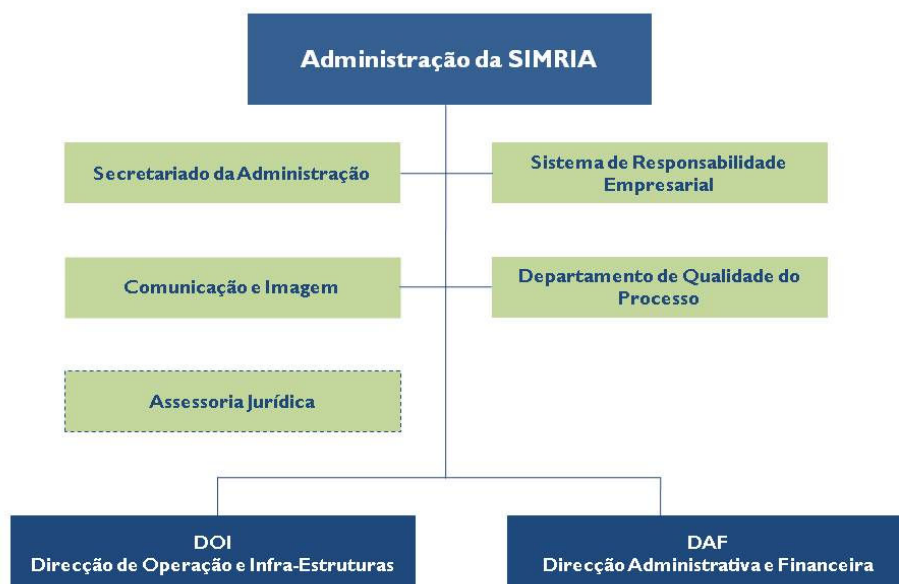 Administração da SIMRIA
Secretariado da Administração
Sistema de Responsabilidade
Empresarial
Comunicação e Imagem
Departamento de Qualidade do
Processo
Assessoria Jurídica
DOI
Direcção de Operação e Infra-Estruturas
DAF
Direcção Administrativa e Financeira